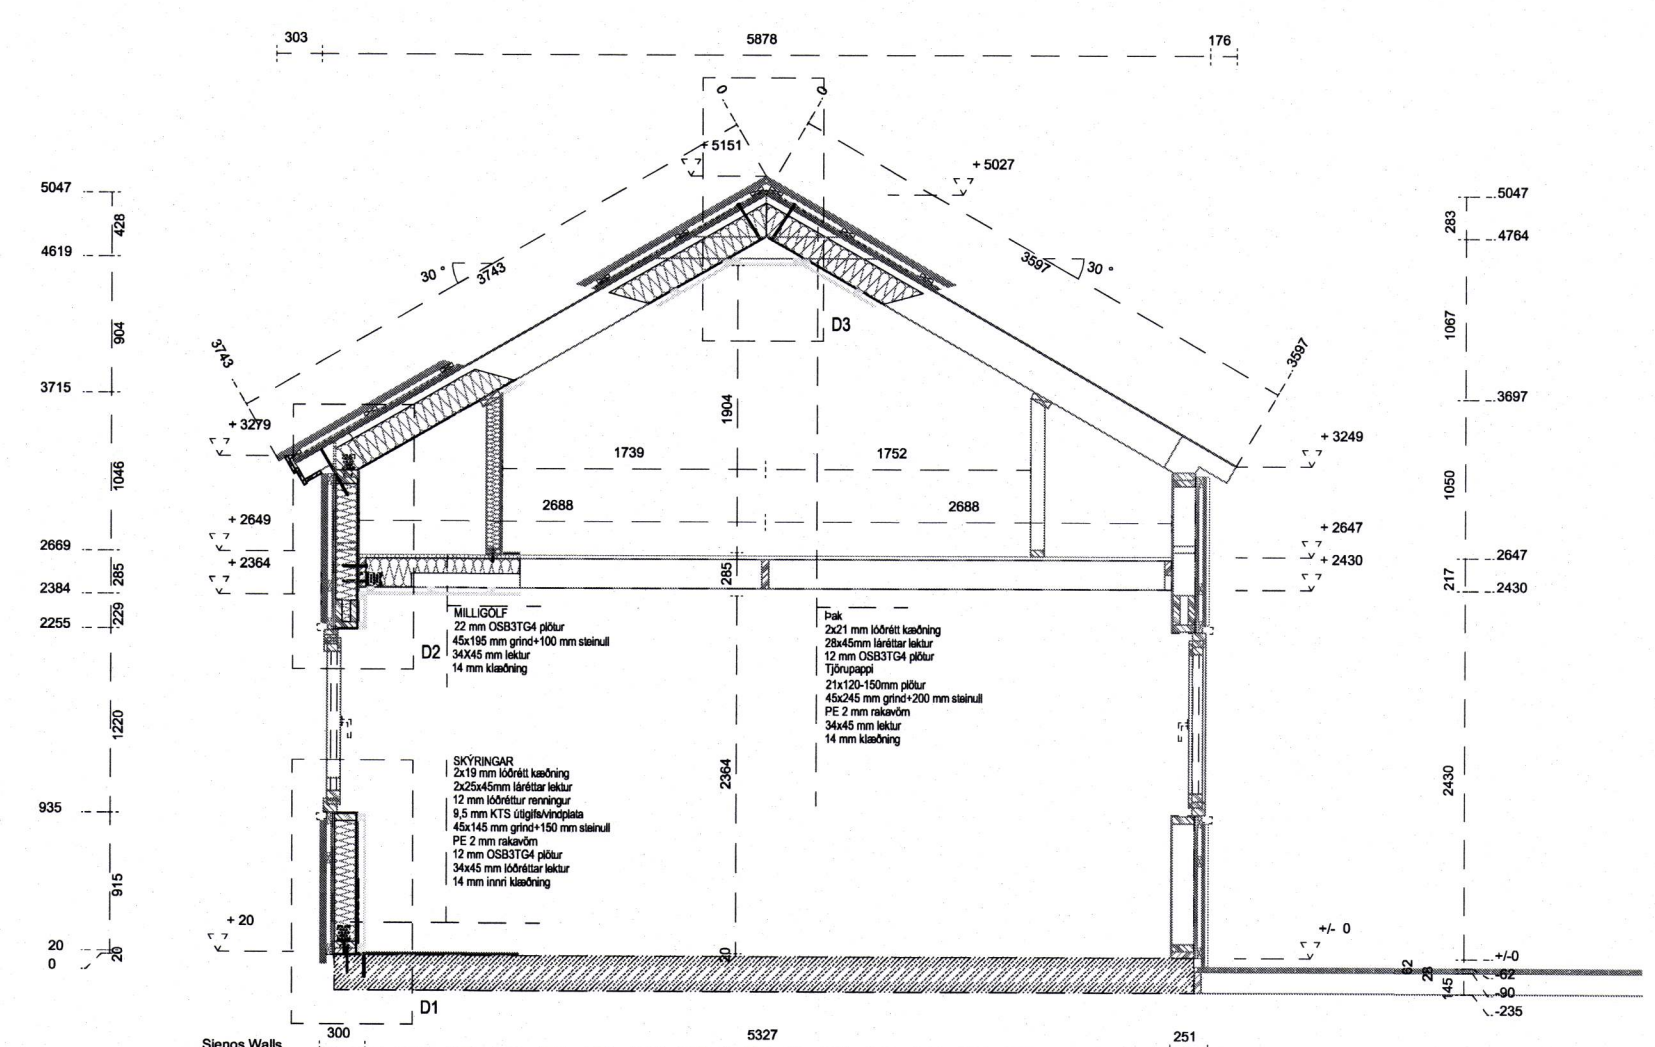 303 5878 176
0 0
+ 5151
+ 5027
5047 5047
428 283
4619 4764
30 ° 3743 3597 30 °
904 1067
D3
3743 3597
3715 3697
1904
+ 3279 + 3249
1739 1752
1046 1050
2688 2688
+ 2649 + 2647
2669 2647
+ 2364 + 2430
285 285 217
2384 2430
229
2255
MILLIGÓLF
22 mm OSB3TG4 plötur
45x195 mm grind+100 mm steinull
34X45 mm lektur
14 mm klæðning
D2
Þak
2x21 mm lóðrétt kæðning
28x45mm láréttar lektur
12 mm OSB3TG4 plötur
Tjörupappi
21x120-150mm plötur
45x245 mm grind+200 mm steinull
PE 2 mm rakavörn
34x45 mm lektur
14 mm klæðning
1220 2364 2430
SKÝRINGAR
2x19 mm lóðrétt kæðning
2x25x45mm láréttar lektur
12 mm lóðréttur renningur
9,5 mm KTS útigifs/vindplata
45x145 mm grind+150 mm steinull
PE 2 mm rakavörn
12 mm OSB3TG4 plötur
34x45 mm lóðréttar lektur
14 mm innri klæðning
935
915
+ 20 +/- 0
20 20 20 +/-0
0 62 28 -62
145 -90
-235
D1
300 5327 251
Sienos Walls